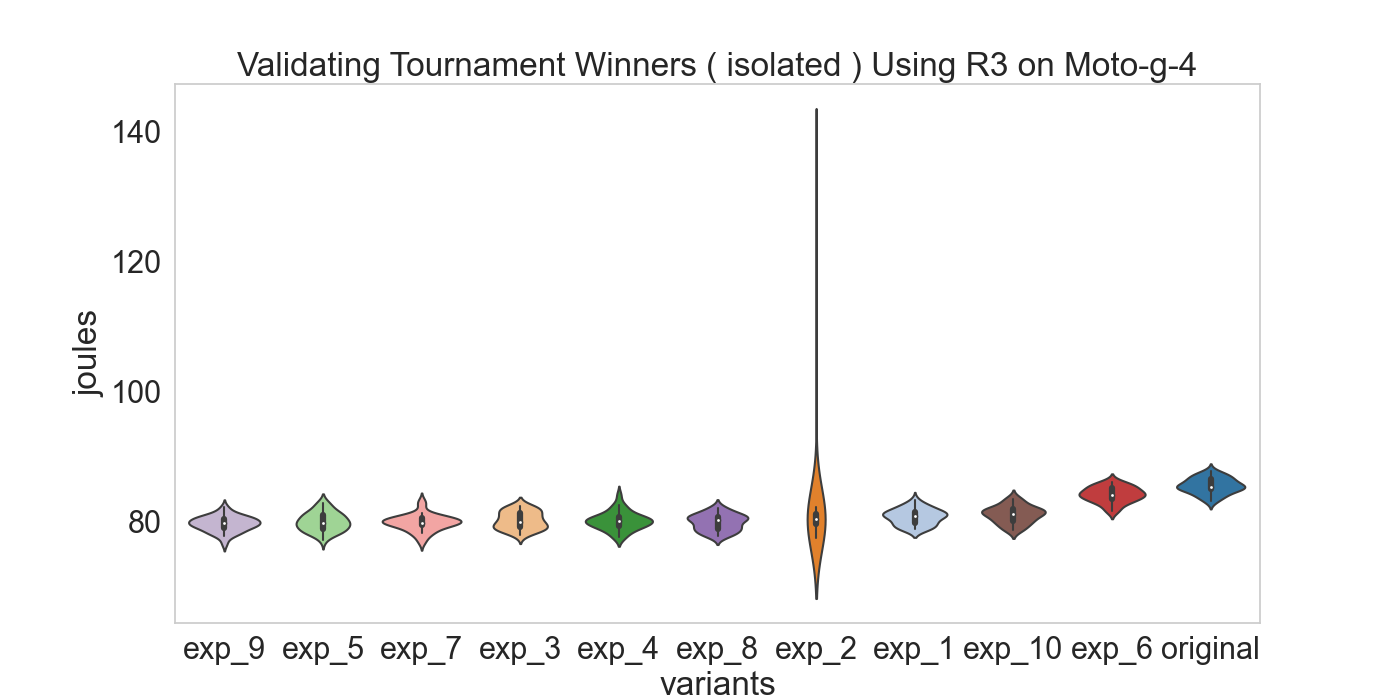 Validating Tournament Winners ( isolated ) Using R3 on Moto-g-4
140
120
100
80
joules
exp_9 exp_5 exp_7 exp_3 exp_4 exp_8 exp_2 exp_1 exp_10 exp_6 original
variants